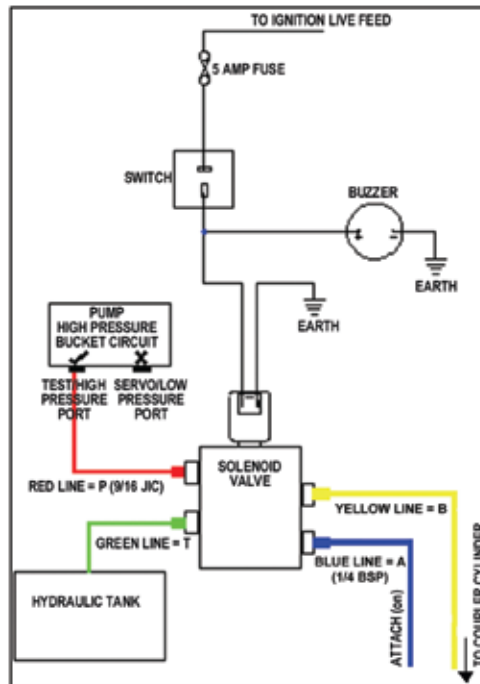 TO IGNITION LIVE FEED
5 AMP FUSE
SWITCH
BUZZER
EARTH
EARTH
PUMP
HIGH PRESSURE
BUCKET CIRCUIT
TEST/HIGH
PRESSURE
PORT
SERVO/LOW
PRESSURE
PORT
SOLENOID
VALVE
RED LINE = P (9/16 JIC)
YELLOW LINE = B
GREEN LINE = T
BLUE LINE = A
(1/4 BSP)
HYDRAULIC TANK
ATTACH (on)
TO COUPLER CYLINDER